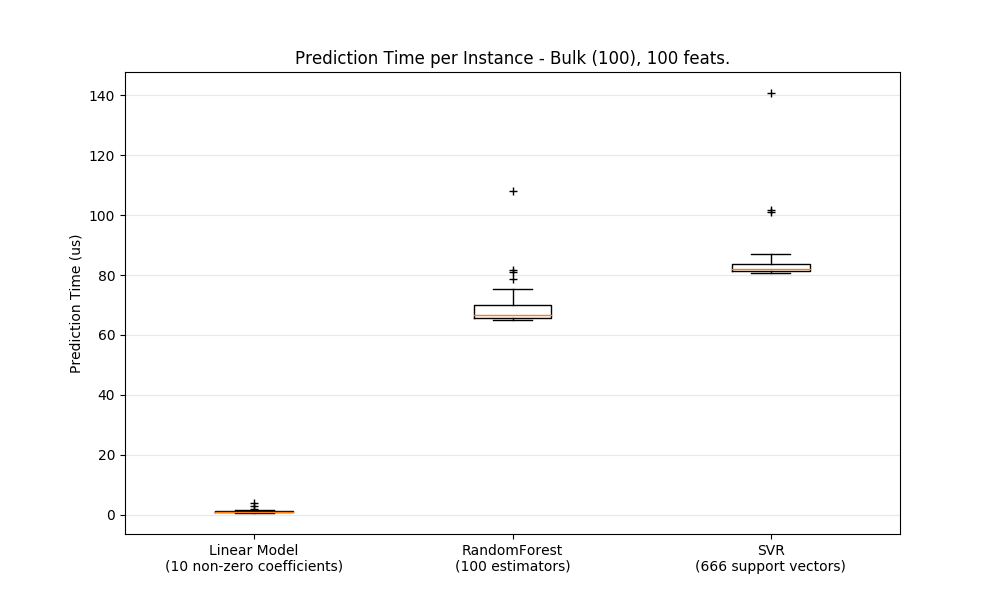 Prediction Time per Instance - Bulk (100), 100 feats.
Prediction Time (us)
140
120
100
80
60
40
20
0
Linear Model
(10 non-zero coefficients)
RandomForest
(100 estimators)
SVR
(666 support vectors)